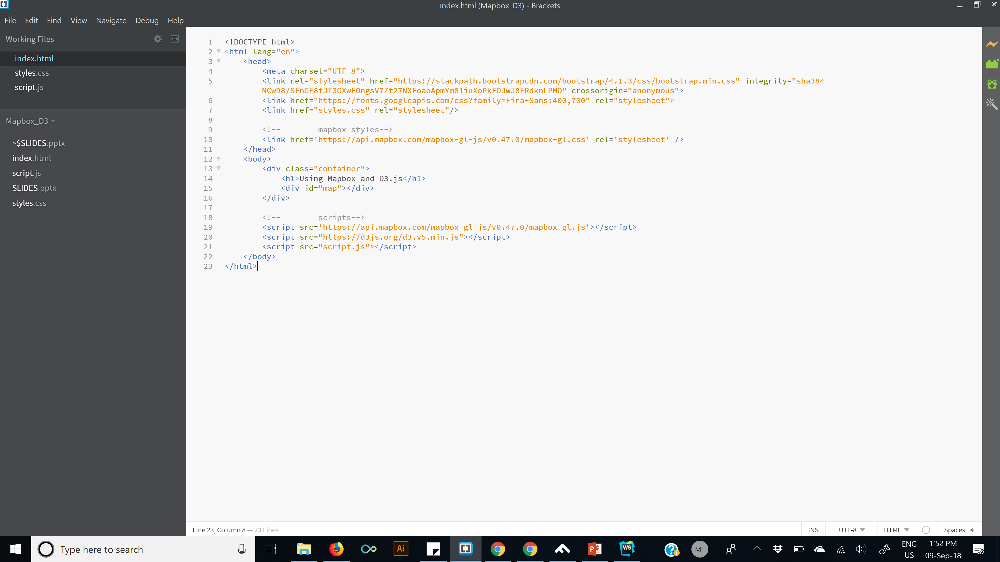 index.html (Mapbox_D3) - Brackets
File Edit Find View Navigate Debug Help
Working Files
index.html
styles.css
script.js
Mapbox_D3
~$SLIDES.pptx
index.html
script.js
SLIDES.pptx
styles.css
1 <!DOCTYPE html>
2 <html lang="en">
3 <head>
4 <meta charset="UTF-8">
5 <link rel="stylesheet" href="https://stackpath.bootstrapcdn.com/bootstrap/4.1.3/css/bootstrap.min.css" integrity="sha384-
MCw98/SFnGE8fJT3GXwEOngsV7Zt27NXFoaoApmYm81iuXoPkFOJwJ8ERdknLPMO" crossorigin="anonymous">
6 <link href="https://fonts.googleapis.com/css?family=Fira+Sans:400,700" rel="stylesheet">
7 <link href="styles.css" rel="stylesheet"/>
8
9 <!--        mapbox styles-->
10 <link href='https://api.mapbox.com/mapbox-gl-js/v0.47.0/mapbox-gl.css' rel='stylesheet' />
11 </head>
12 <body>
13 <div class="container">
14 <h1>Using Mapbox and D3.js</h1>
15 <div id="map"></div>
16 </div>
17
18 <!--        scripts-->
19 <script src='https://api.mapbox.com/mapbox-gl-js/v0.47.0/mapbox-gl.js'></script>
20 <script src="https://d3js.org/d3.v5.min.js"></script>
21 <script src="script.js"></script>
22 </body>
23 </html>
Line 23, Column 8 — 23 Lines
INS UTF-8 HTML Spaces: 4
Type here to search
Ai
WS
MT
ENG
US
1:52 PM
09-Sep-18